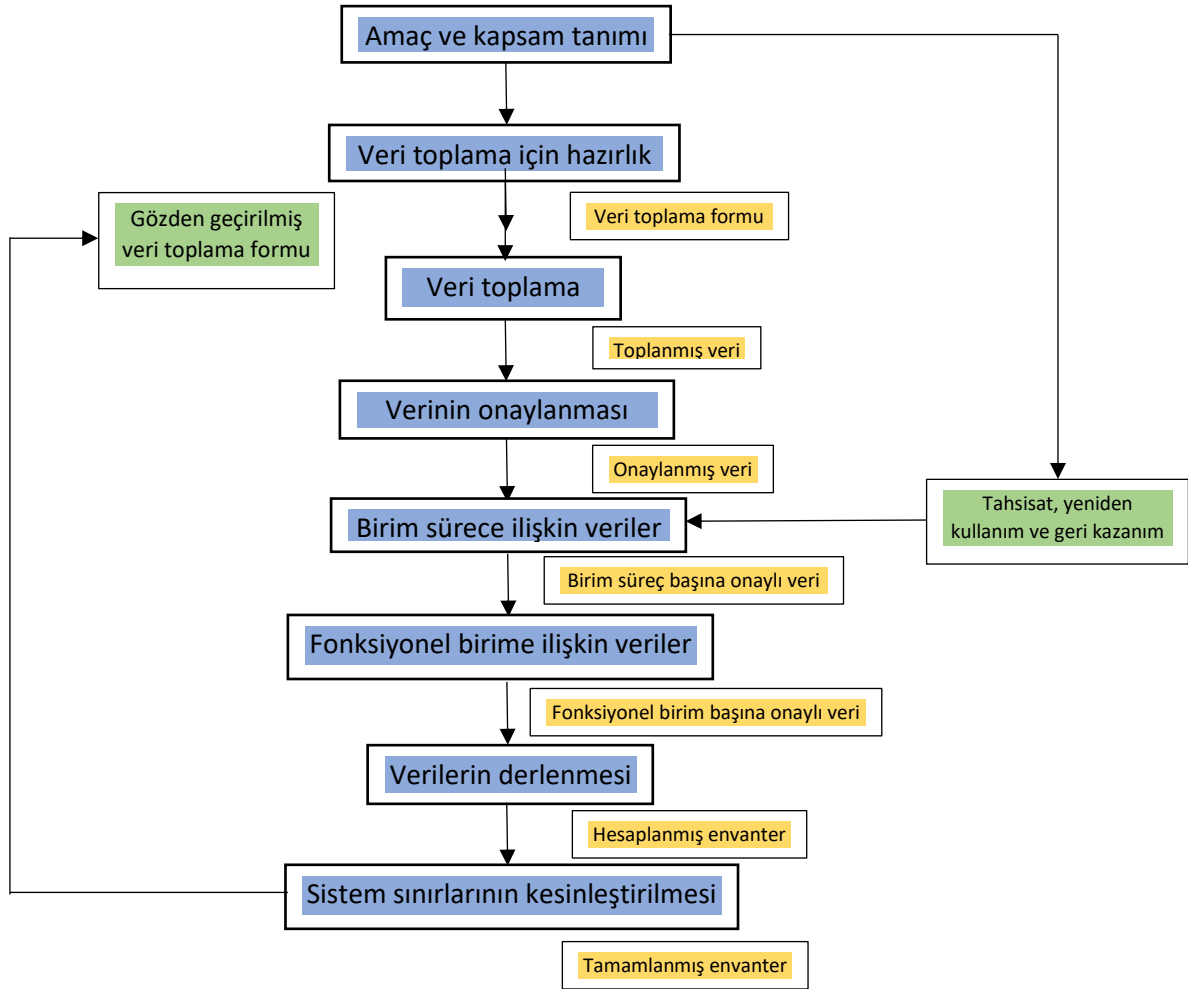 Amaç ve kapsam tanımı
Veri toplama için hazırlık
Veri toplama formu
Gözden geçirilmiş
veri toplama formu
Veri toplama
Toplanmış veri
Verinin onaylanması
Onaylanmış veri
Birim sürece ilişkin veriler
Tahsisat, yeniden
kullanım ve geri kazanım
Birim süreç başına onaylı veri
Fonksiyonel birime ilişkin veriler
Fonksiyonel birim başına onaylı veri
Verilerin derlenmesi
Hesaplanmış envanter
Sistem sınırlarının kesinleştirilmesi
Tamamlanmış envanter